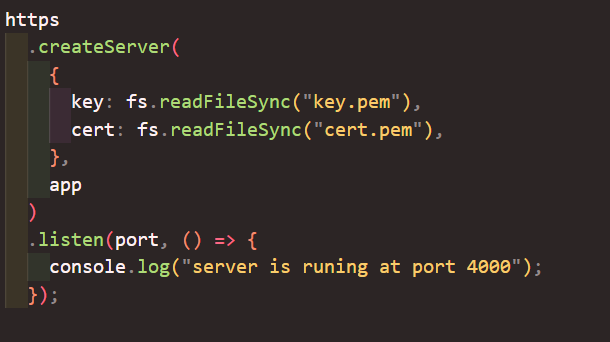 https
.createServer(
{
key: fs.readFileSync("key.pem"),
cert: fs.readFileSync("cert.pem"),
},
app
)
.listen(port, () => {
console.log("server is runing at port 4000");
});